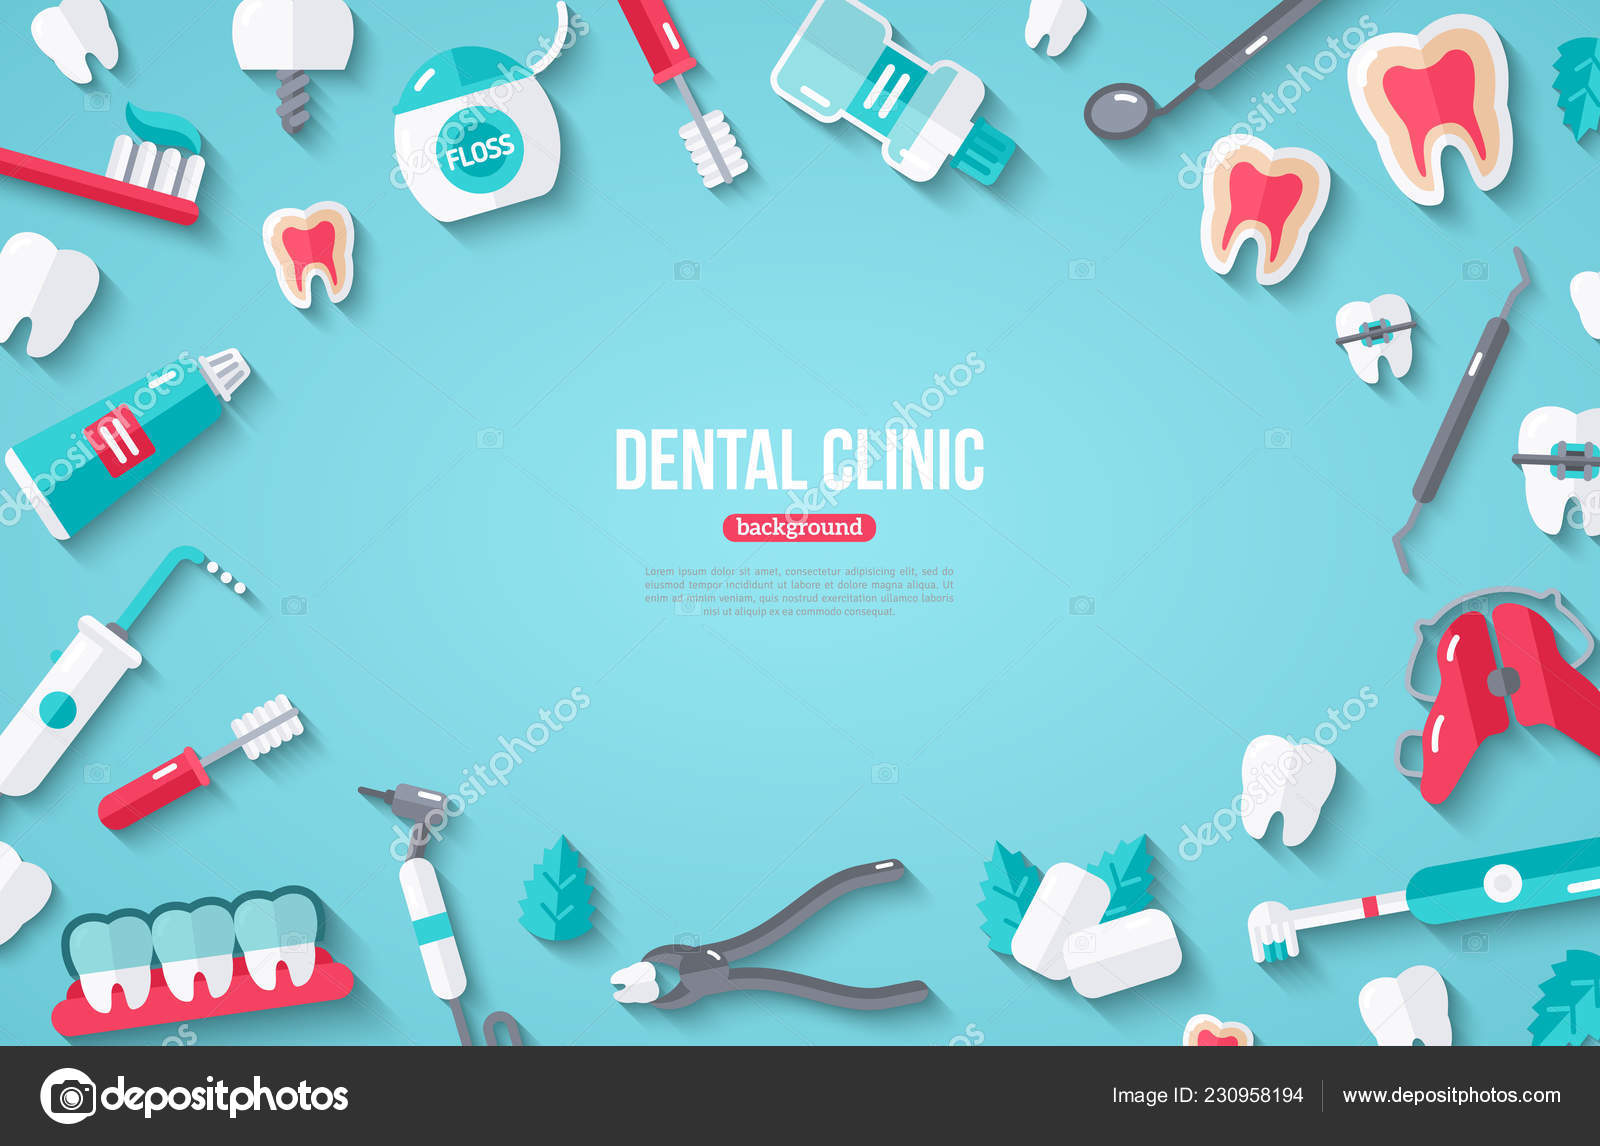 FLOSS
DENTAL CLINIC
background
Lorem ipsum dolor sit amet, consectetur adipisicing elit, sed do
eiusmod tempor incididunt ut labore et dolore magna aliqua. Ut
enim ad minim veniam, quis nostrud exercitation ullamco laboris
nisi ut aliquip ex ea commodo consequat.
depositphotos
Image ID: 230958194
www.depositphotos.com